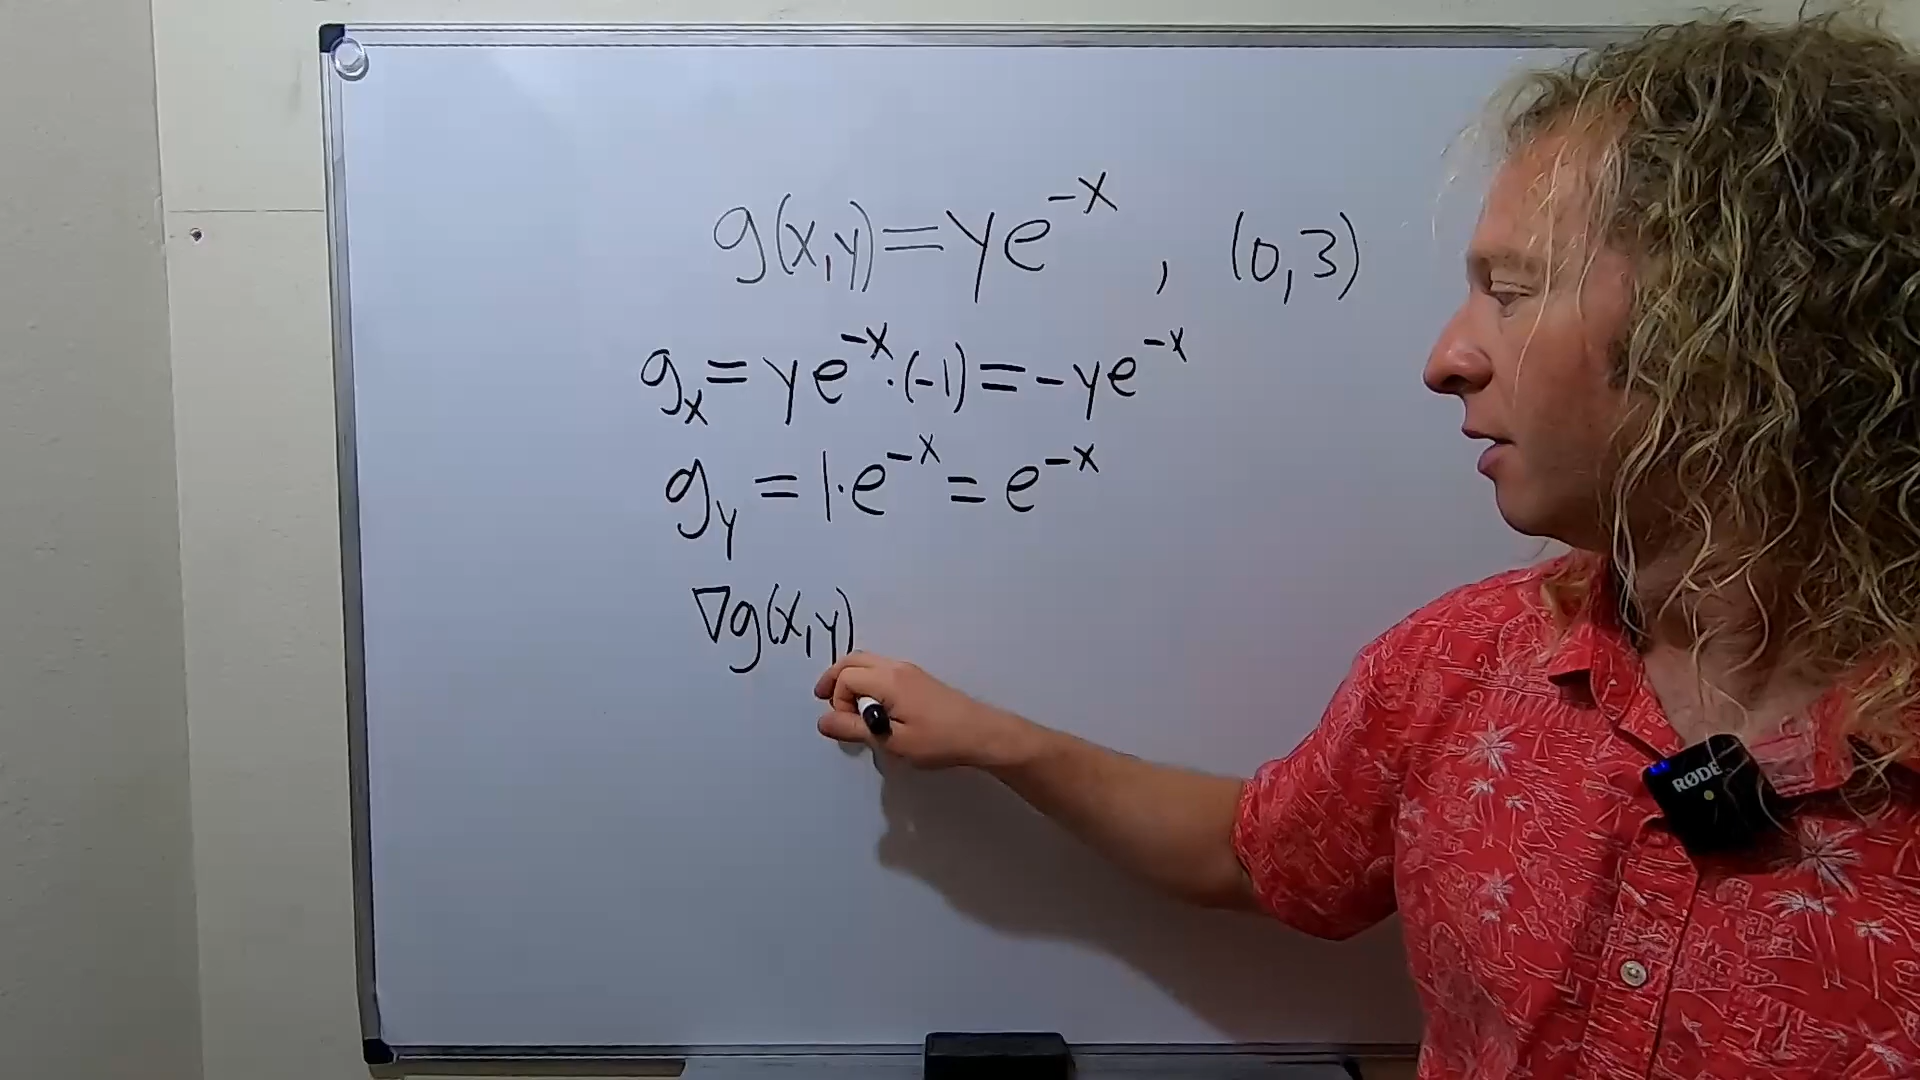 g(x,y)=ye^{-x} , (0,3)
g_x = ye^{-x}·(-1) = -ye^{-x}
g_y = 1·e^{-x} = e^{-x}
∇g(x,y)
RØDE